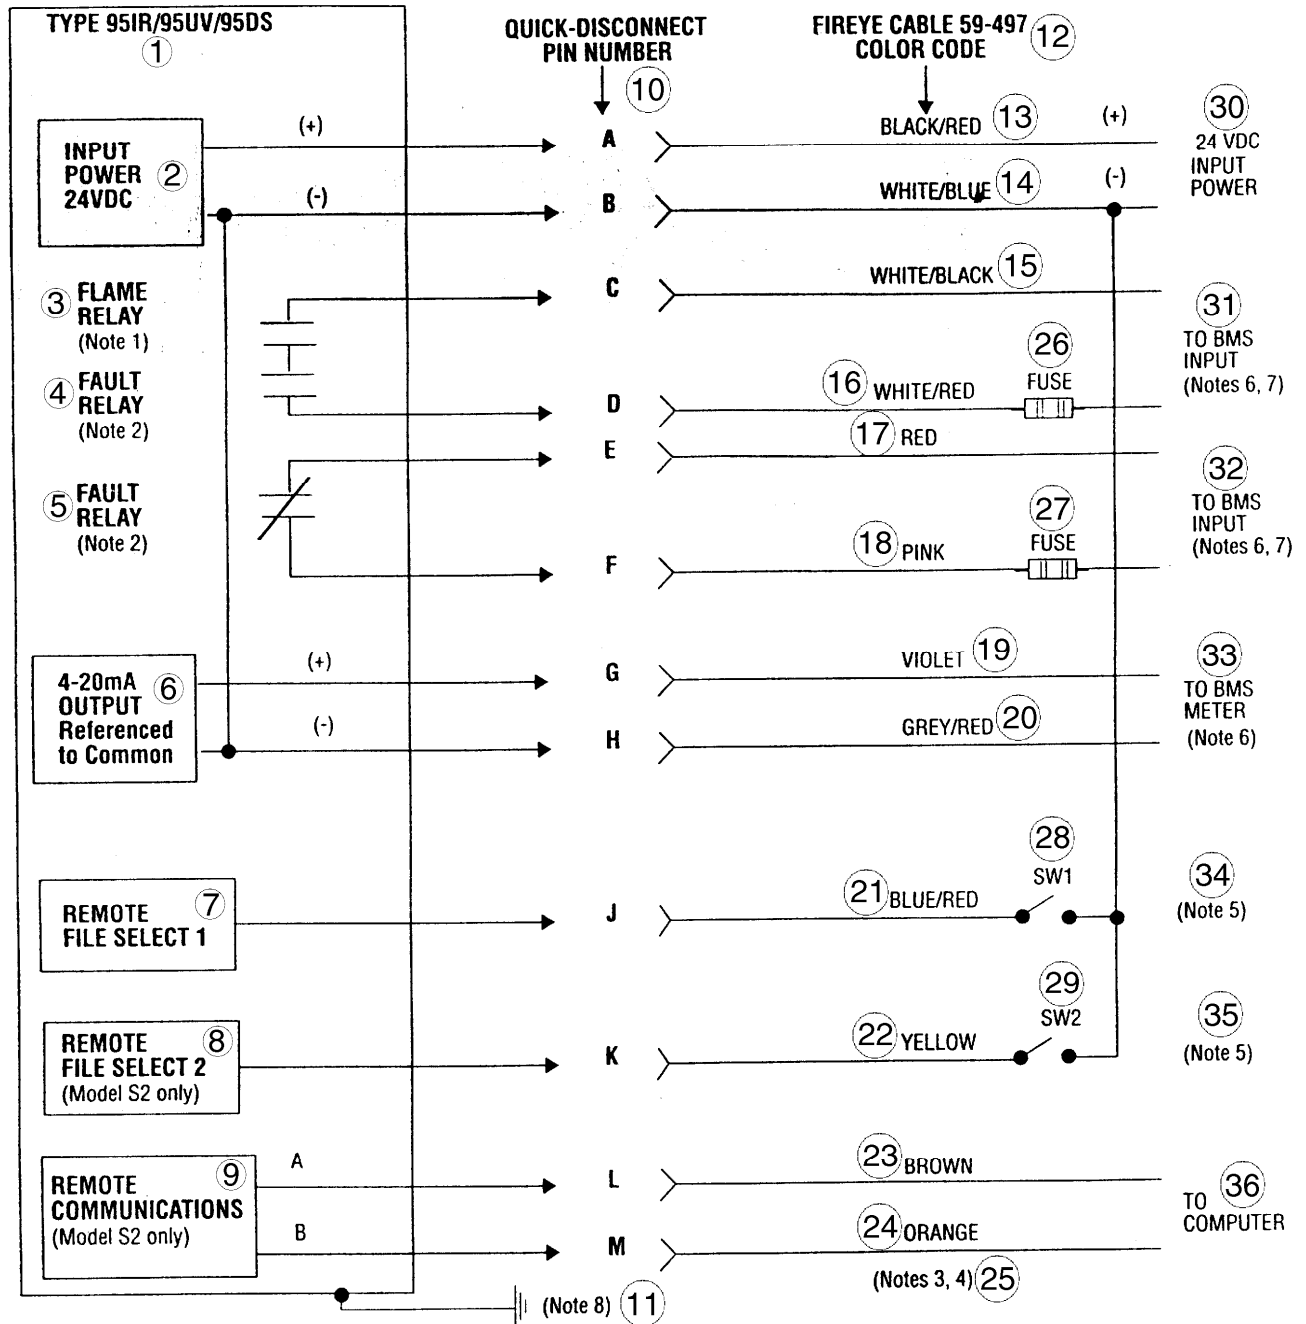 TYPE 95IR/95UV/95DS
1
QUICK-DISCONNECT
PIN NUMBER
10
FIREYE CABLE 59-497
COLOR CODE
12
INPUT
POWER
24VDC
2
(+)
A
BLACK/RED 13
(+)
30
24 VDC
INPUT
POWER
(-)
B
WHITE/BLUE 14
(-)
3 FLAME
RELAY
(Note 1)
C
WHITE/BLACK 15
31
TO BMS
INPUT
(Notes 6, 7)
4 FAULT
RELAY
(Note 2)
D
16 WHITE/RED
26
FUSE
5 FAULT
RELAY
(Note 2)
E
17 RED
32
TO BMS
INPUT
(Notes 6, 7)
F
18 PINK
27
FUSE
4-20mA
OUTPUT
Referenced
to Common
6
(+)
G
VIOLET 19
33
TO BMS
METER
(Note 6)
(-)
H
GREY/RED 20
REMOTE
FILE SELECT 1
7
J
21 BLUE/RED
28
SW1
34
(Note 5)
REMOTE
FILE SELECT 2
(Model S2 only)
8
K
22 YELLOW
29
SW2
35
(Note 5)
REMOTE
COMMUNICATIONS
(Model S2 only)
9
A
L
23 BROWN
TO
COMPUTER
36
B
M
24 ORANGE
(Notes 3, 4) 25
(Note 8) 11